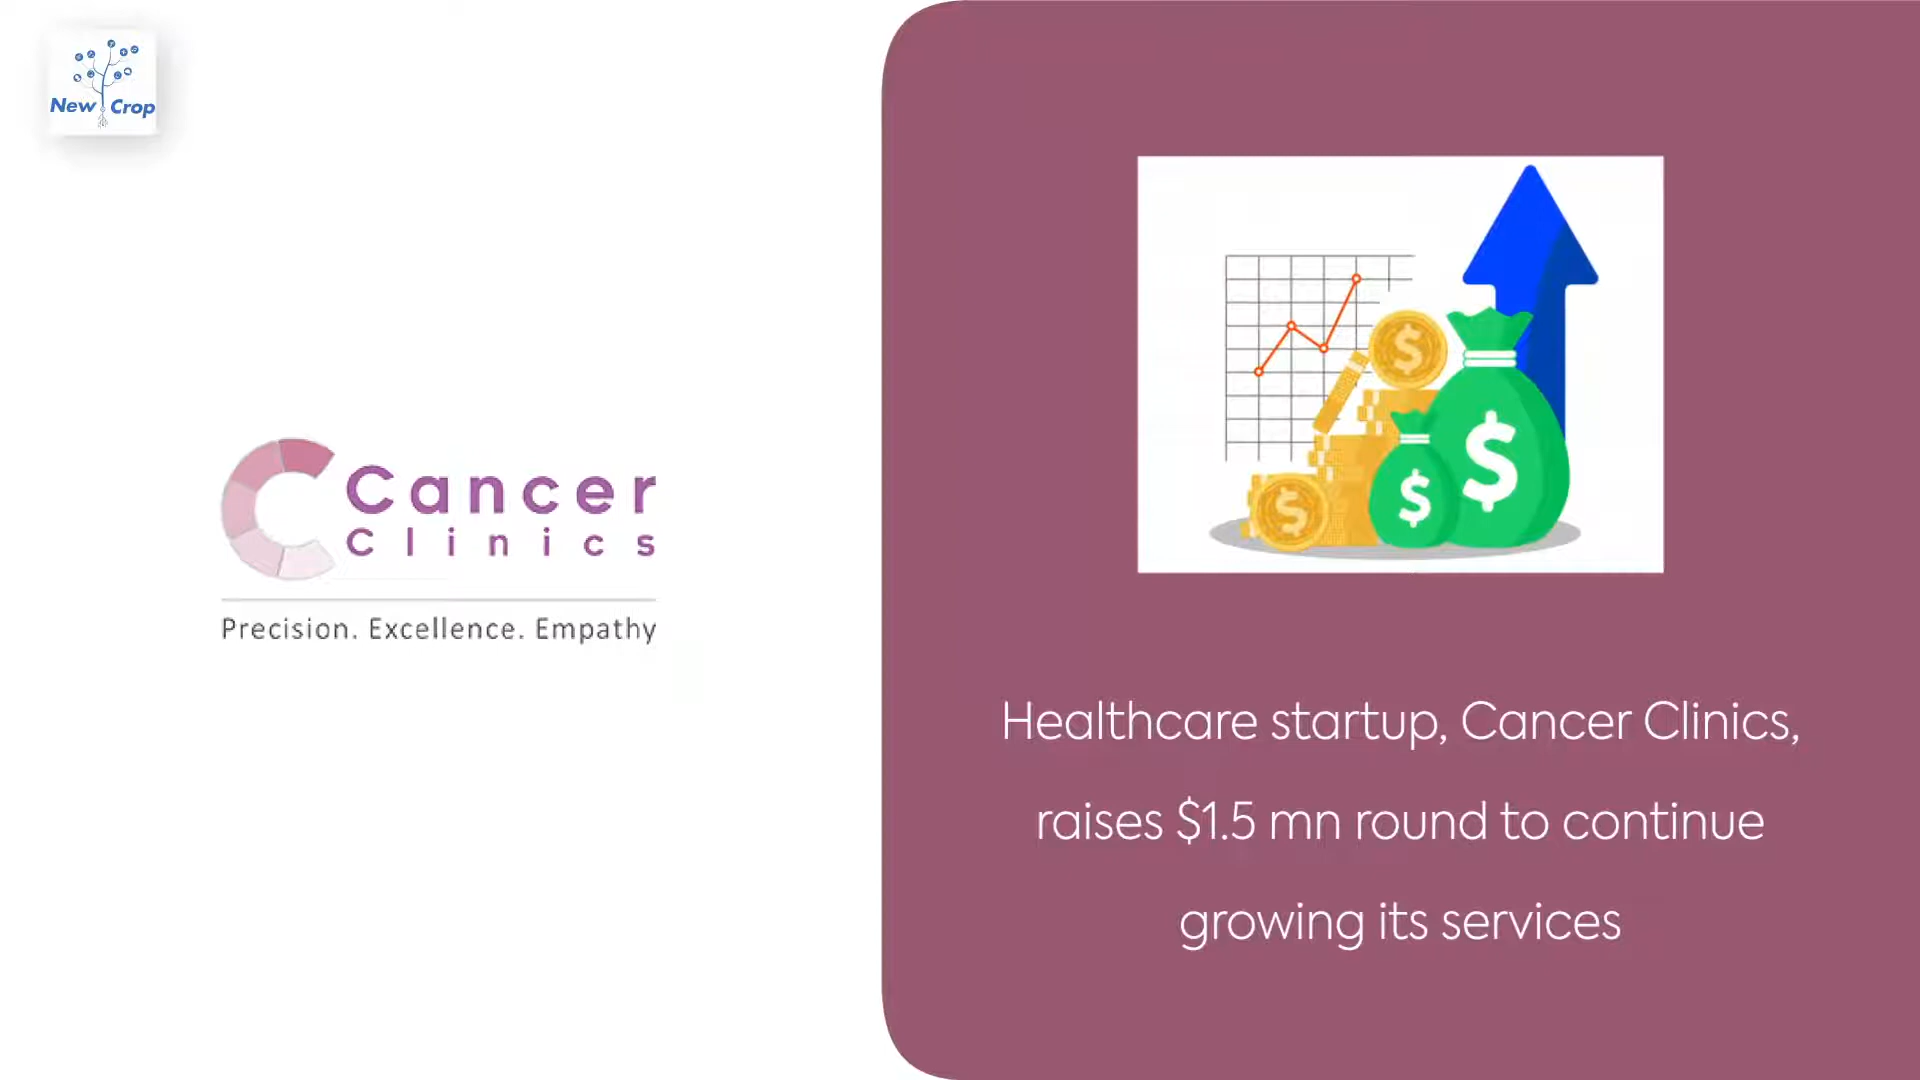 New Crop
Cancer
Clinics
Precision. Excellence. Empathy
$
$
$
$
Healthcare startup, Cancer Clinics,
raises $1.5 mn round to continue
growing its services